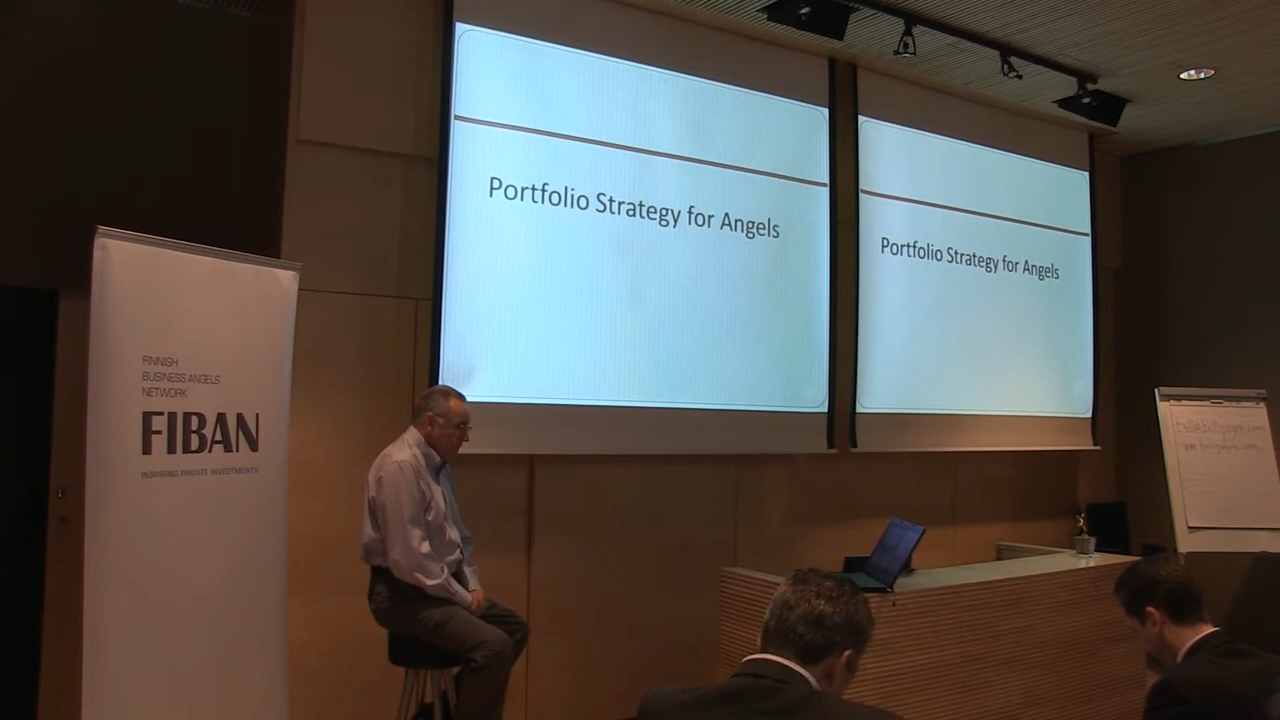 Portfolio Strategy for Angels
Portfolio Strategy for Angels
FINNISH
BUSINESS ANGELS
NETWORK
FIBAN
INSPIRING PRIVATE INVESTMENTS